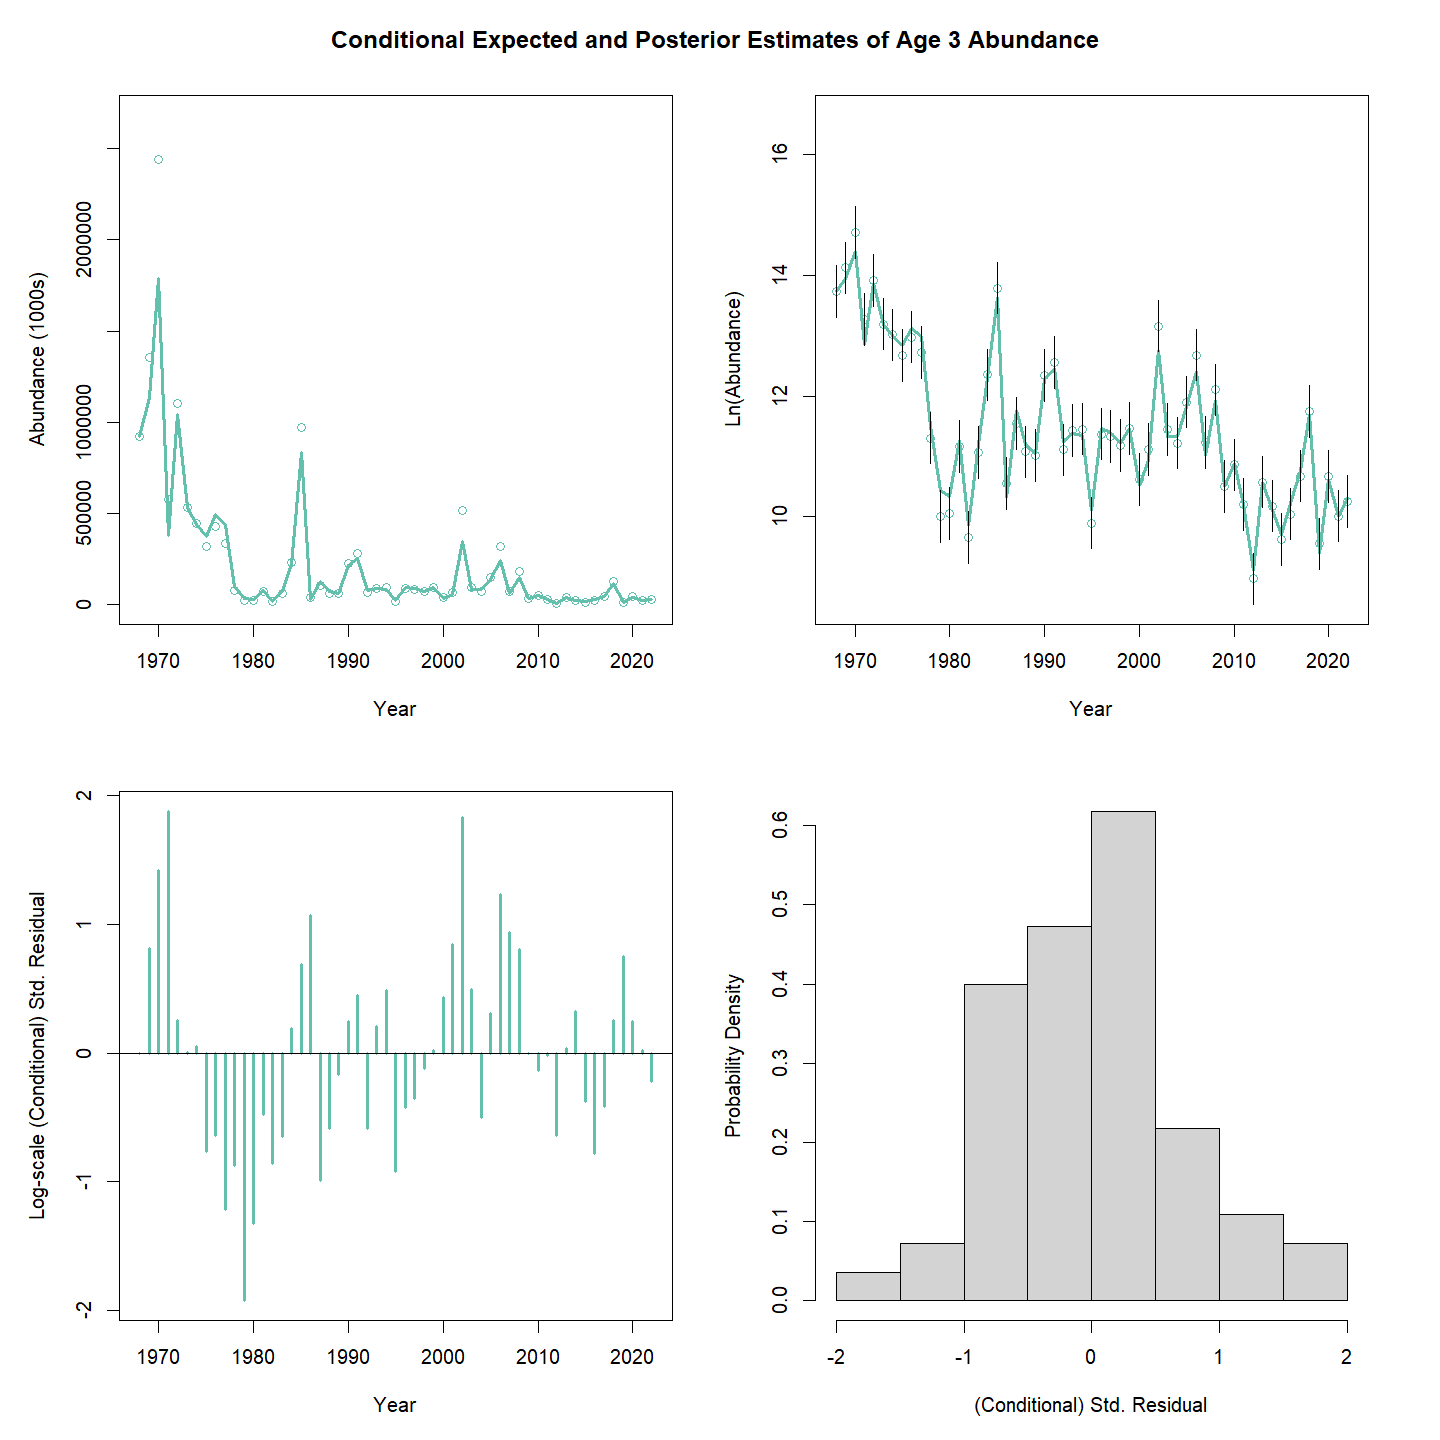 Conditional Expected and Posterior Estimates of Age 3 Abundance
Abundance (1000s)
2000000
1000000
500000
0
1970 1980 1990 2000 2010 2020
Year
Ln(Abundance)
16
14
12
10
1970 1980 1990 2000 2010 2020
Year
Log-scale (Conditional) Std. Residual
2
1
0
-1
-2
1970 1980 1990 2000 2010 2020
Year
Probability Density
0.6
0.5
0.4
0.3
0.2
0.1
0.0
-2 -1 0 1 2
(Conditional) Std. Residual